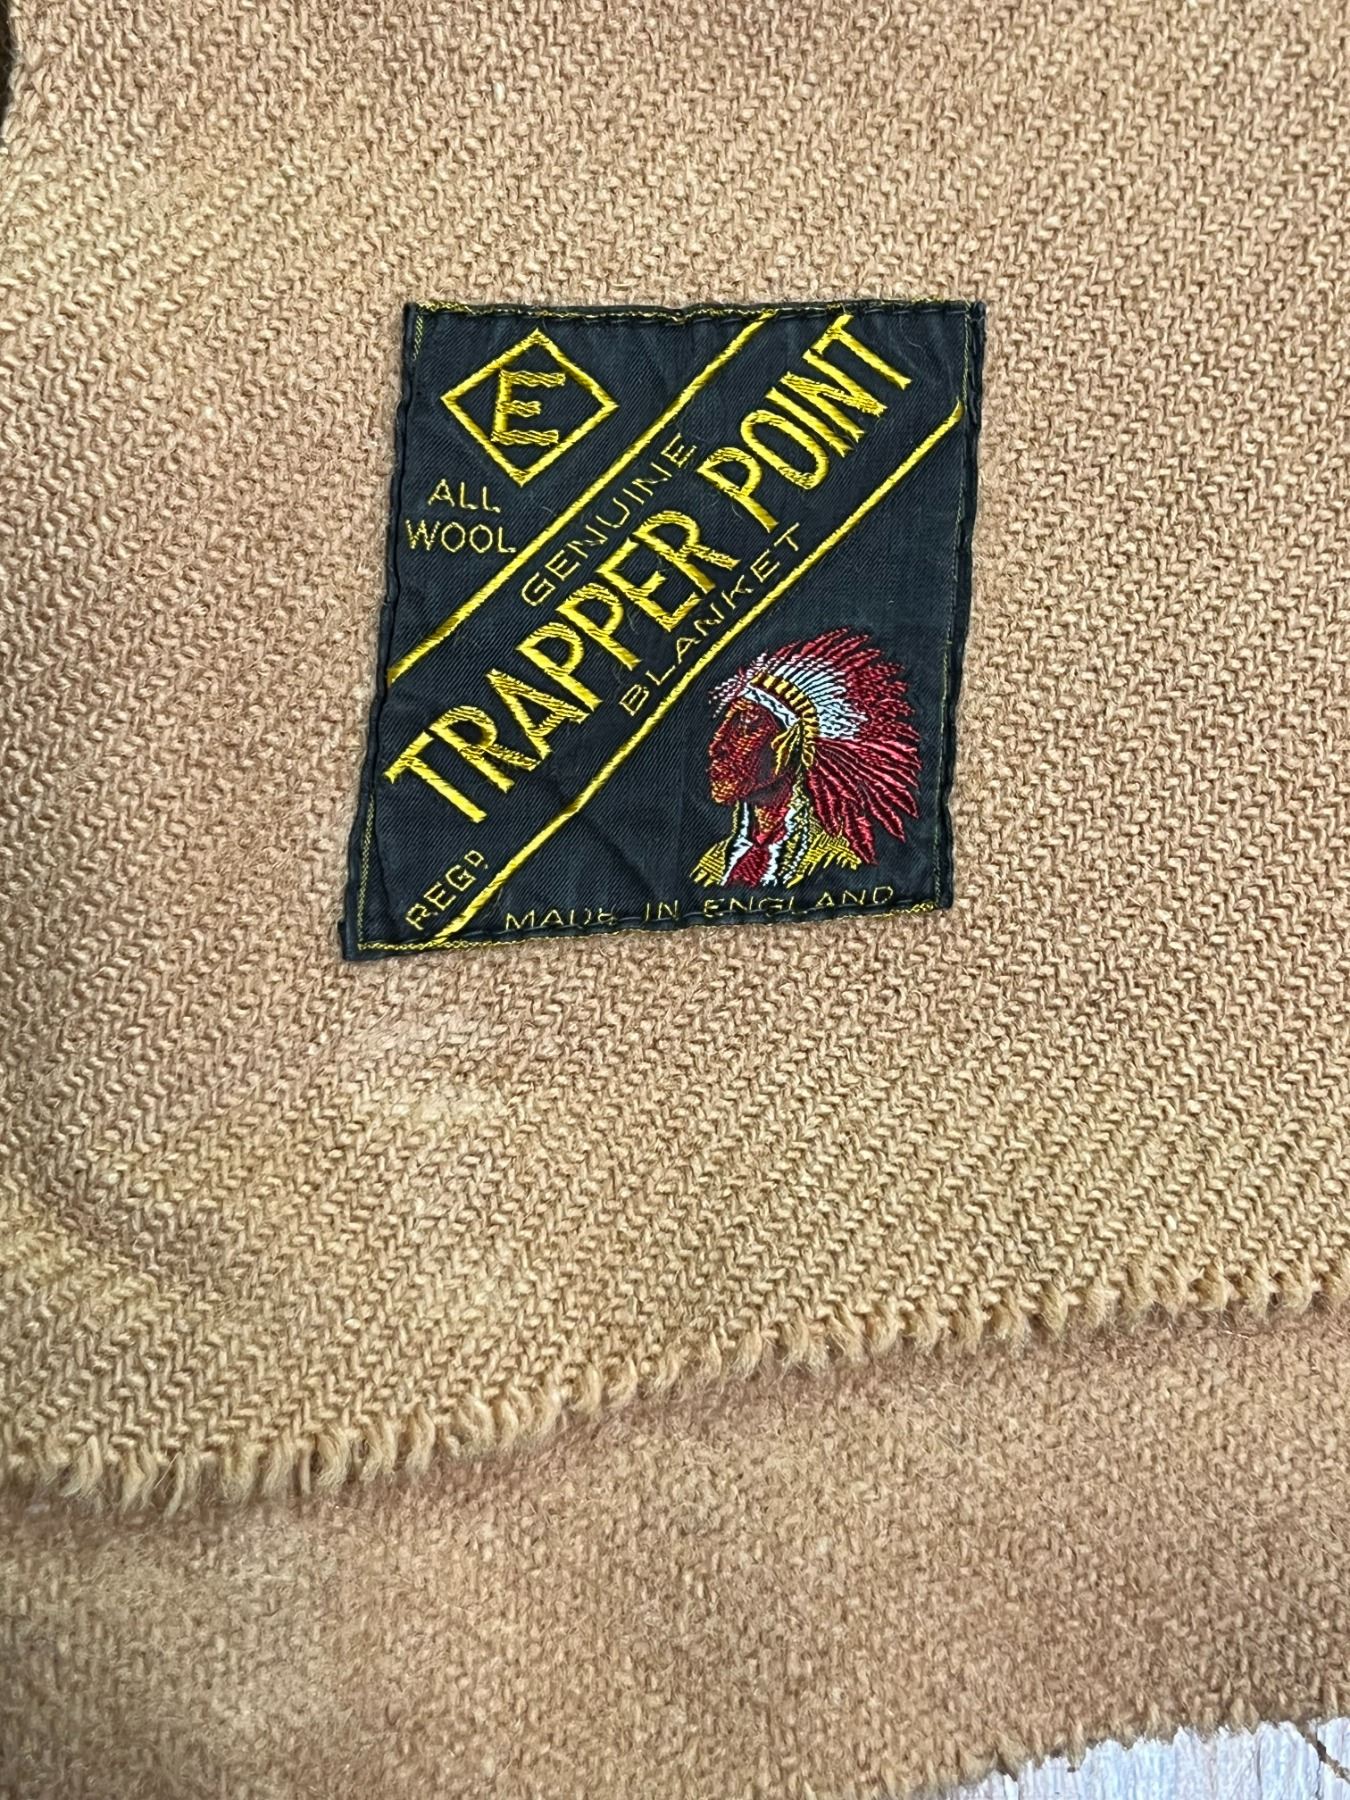 E
ALL
WOOL
GENUINE
TRAPPER POINT
BLANKET
REGD
MADE IN ENGLAND